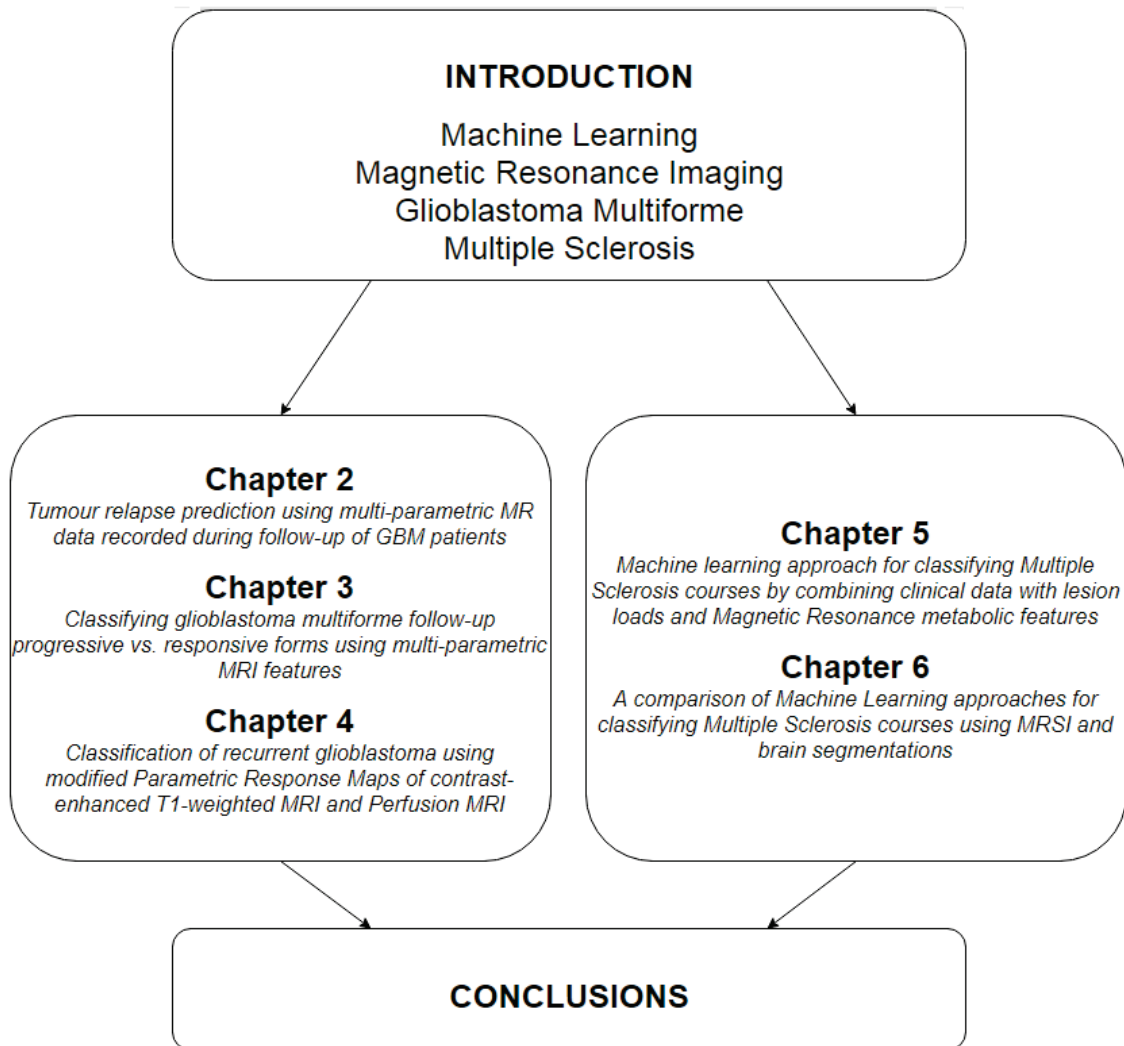 INTRODUCTION
Machine Learning
Magnetic Resonance Imaging
Glioblastoma Multiforme
Multiple Sclerosis
Chapter 2
Tumour relapse prediction using multi-parametric MR
data recorded during follow-up of GBM patients
Chapter 3
Classifying glioblastoma multiforme follow-up
progressive vs. responsive forms using multi-parametric
MRI features
Chapter 4
Classification of recurrent glioblastoma using
modified Parametric Response Maps of contrast-
enhanced T1-weighted MRI and Perfusion MRI
Chapter 5
Machine learning approach for classifying Multiple
Sclerosis courses by combining clinical data with lesion
loads and Magnetic Resonance metabolic features
Chapter 6
A comparison of Machine Learning approaches for
classifying Multiple Sclerosis courses using MRSI and
brain segmentations
CONCLUSIONS